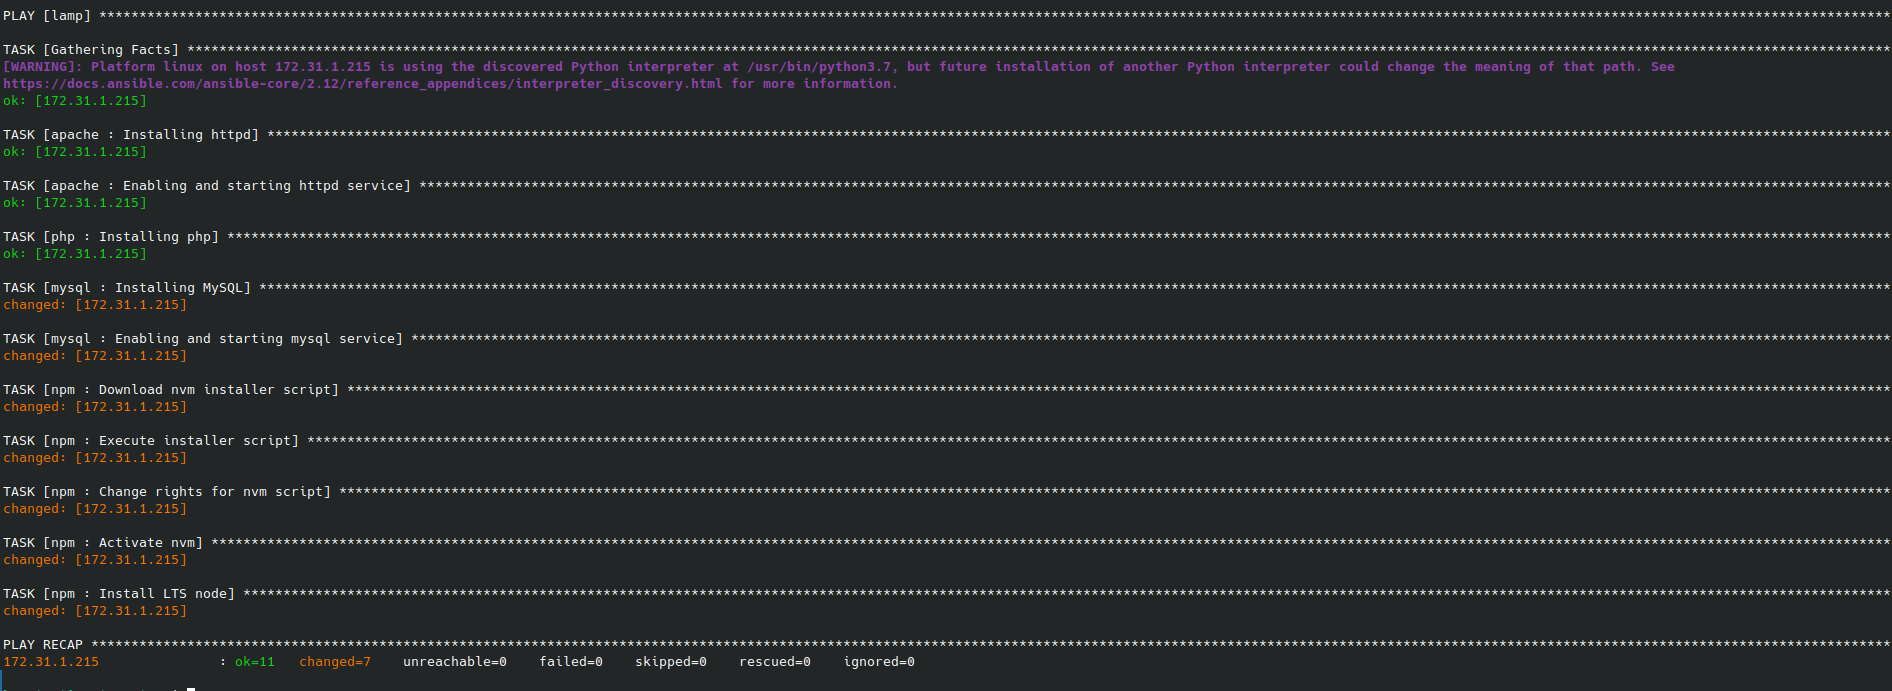 PLAY [lamp] ****************************************************************************************************
TASK [Gathering Facts] ****************************************************************************************************
[WARNING]: Platform linux on host 172.31.1.215 is using the discovered Python interpreter at /usr/bin/python3.7, but future installation of another Python interpreter could change the meaning of that path. See
https://docs.ansible.com/ansible-core/2.12/reference_appendices/interpreter_discovery.html for more information.
ok: [172.31.1.215]
TASK [apache : Installing httpd] ****************************************************************************************************
ok: [172.31.1.215]
TASK [apache : Enabling and starting httpd service] ****************************************************************************************************
ok: [172.31.1.215]
TASK [php : Installing php] ****************************************************************************************************
ok: [172.31.1.215]
TASK [mysql : Installing MySQL] ****************************************************************************************************
changed: [172.31.1.215]
TASK [mysql : Enabling and starting mysql service] ****************************************************************************************************
changed: [172.31.1.215]
TASK [npm : Download nvm installer script] ****************************************************************************************************
changed: [172.31.1.215]
TASK [npm : Execute installer script] ****************************************************************************************************
changed: [172.31.1.215]
TASK [npm : Change rights for nvm script] ****************************************************************************************************
changed: [172.31.1.215]
TASK [npm : Activate nvm] ****************************************************************************************************
changed: [172.31.1.215]
TASK [npm : Install LTS node] ****************************************************************************************************
changed: [172.31.1.215]
PLAY RECAP ****************************************************************************************************
172.31.1.215 : ok=11 changed=7 unreachable=0 failed=0 skipped=0 rescued=0 ignored=0